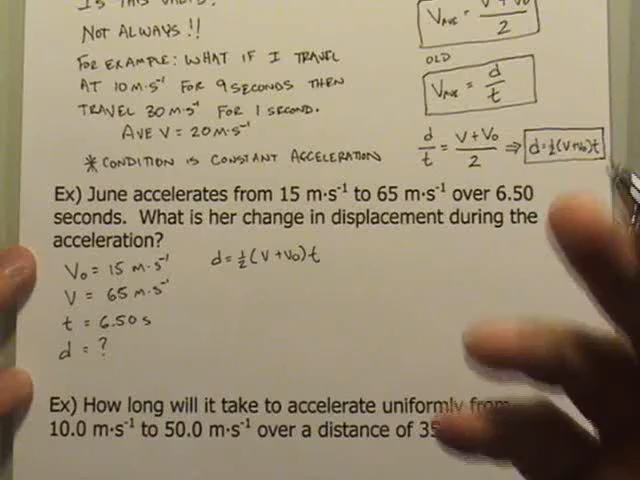 IS THIS VALID?
NOT ALWAYS!!
FOR EXAMPLE: WHAT IF I TRAVEL
AT 10 M·S⁻¹ FOR 9 SECONDS THEN
TRAVEL 30 M·S⁻¹ FOR 1 SECOND.
AVE V = 20 M·S⁻¹
*CONDITION IS CONSTANT ACCELERATION
V_AVE = (V + V₀)/2
OLD
V_AVE = d/t
d/t = (V + V₀)/2 ⇒ d = ½(V+V₀)t
Ex) June accelerates from 15 m·s⁻¹ to 65 m·s⁻¹ over 6.50
seconds. What is her change in displacement during the
acceleration?
V₀ = 15 M·S⁻¹
V = 65 M·S⁻¹
t = 6.50 s
d = ?
d = ½(V + V₀)t
Ex) How long will it take to accelerate uniformly from
10.0 m·s⁻¹ to 50.0 m·s⁻¹ over a distance of